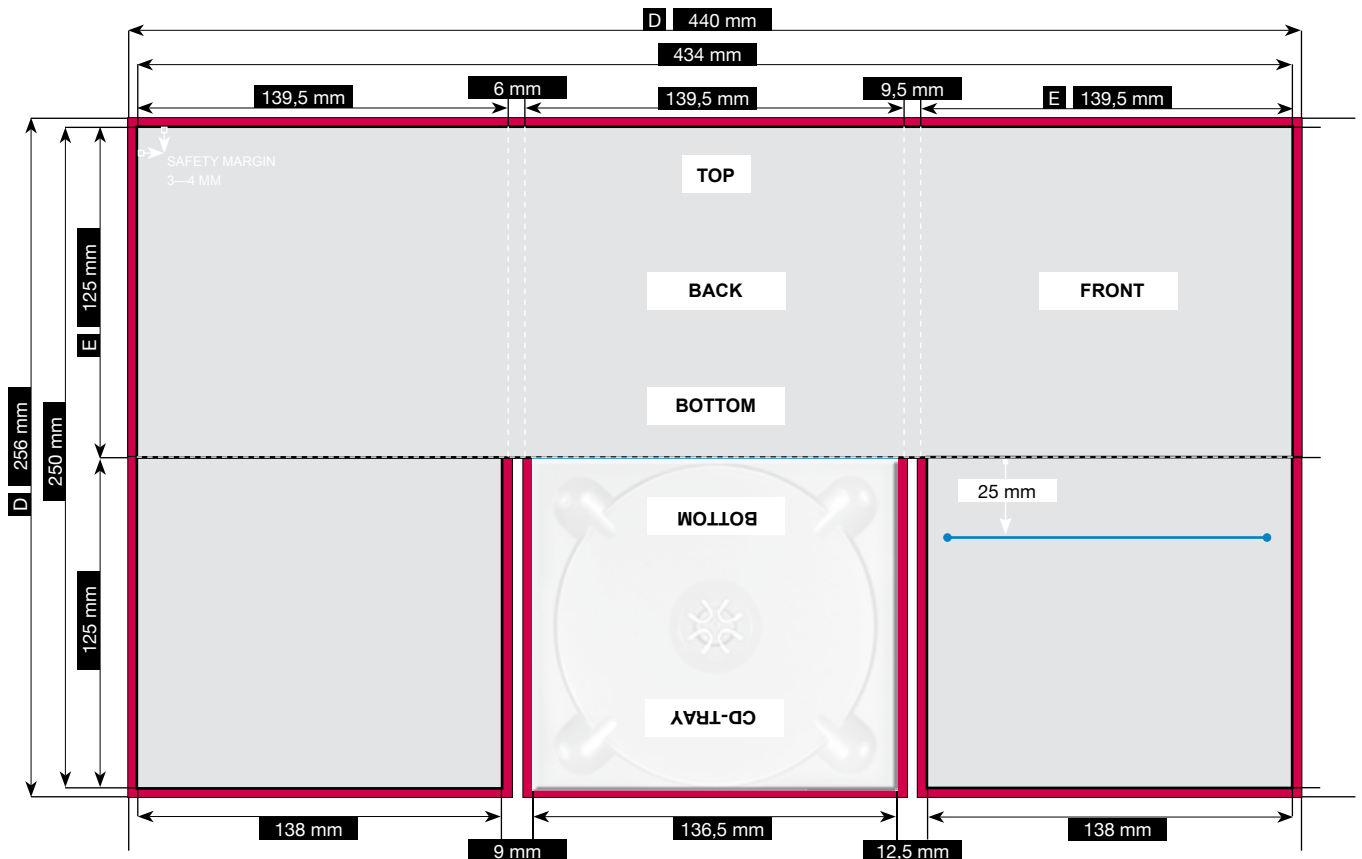 D 440 mm
434 mm
139,5 mm
6 mm
139,5 mm
9,5 mm
E 139,5 mm
SAFETY MARGIN
3—4 MM
TOP
125 mm
E
BACK
FRONT
D 256 mm D
250 mm
BOTTOM
25 mm
BOTTOM
125 mm
CD-TRAY
138 mm
9 mm
136,5 mm
12,5 mm
138 mm